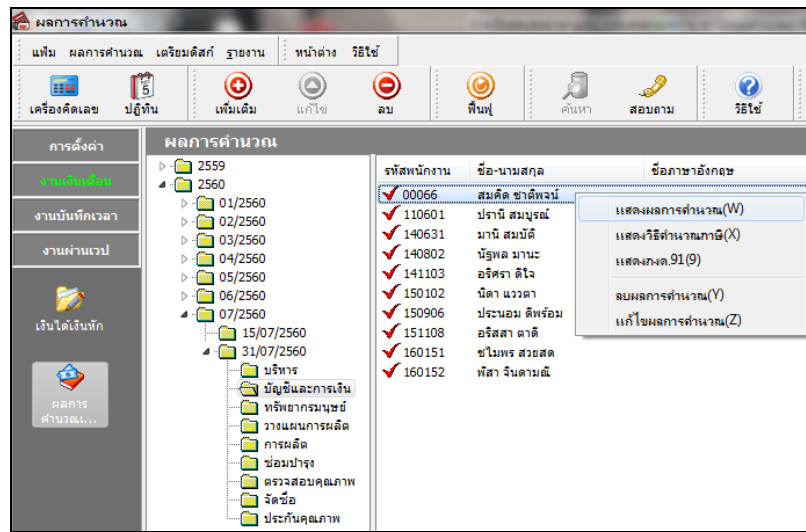 ผลการคำนวณ
แฟ้ม ผลการคำนวณ เตรียมดิสก์ รายงาน หน้าต่าง วิธีใช้
เครื่องคิดเลข ปฏิทิน เพิ่มเติม แก้ไข ลบ ฟื้นฟู ค้นหา สอบถาม วิธีใช้
5
การตั้งค่า
งานเงินเดือน
งานบันทึกเวลา
งานผ่านเวป
เงินได้เงินหัก
ผลการ
คำนวณเ...
ผลการคำนวณ
2559
2560
01/2560
02/2560
03/2560
04/2560
05/2560
06/2560
07/2560
15/07/2560
31/07/2560
บริหาร
บัญชีและการเงิน
ทรัพยากรมนุษย์
วางแผนการผลิต
การผลิต
ซ่อมบำรุง
ตรวจสอบคุณภาพ
จัดซื้อ
ประกันคุณภาพ
รหัสพนักงาน ชื่อ-นามสกุล ชื่อภาษาอังกฤษ
00066 สมคิด ชาติพจน์
110601 ปรานี สมบูรณ์
140631 มานี สมบัติ
140802 นัฐพล มานะ
141103 อริศรา ดีใจ
150102 นิดา แววตา
150906 ประนอม ดีพร้อม
151108 อริสสา ตาดี
160151 ชไมพร สวยสด
160152 พัสา จินดามณี
แสดงผลการคำนวณ(W)
แสดงวิธีคำนวณภาษี(X)
แสดงภงด.91(9)
ลบผลการคำนวณ(Y)
แก้ไขผลการคำนวณ(Z)